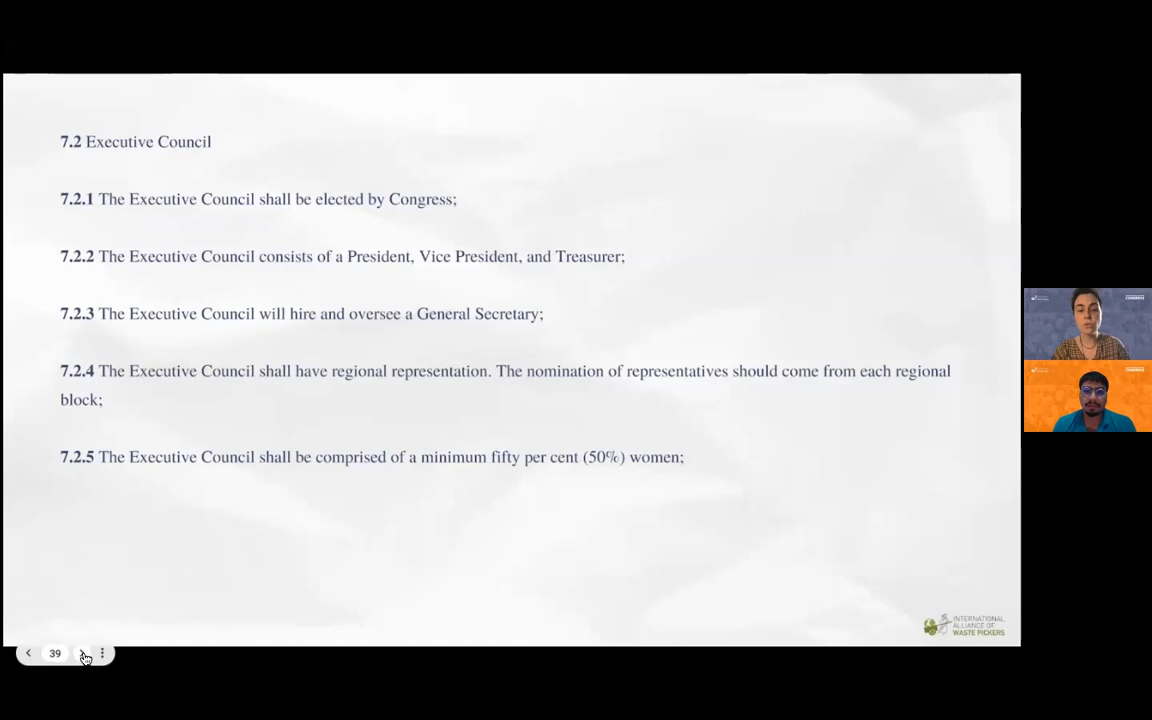 7.2 Executive Council
7.2.1 The Executive Council shall be elected by Congress;
7.2.2 The Executive Council consists of a President, Vice President, and Treasurer;
7.2.3 The Executive Council will hire and oversee a General Secretary;
7.2.4 The Executive Council shall have regional representation. The nomination of representatives should come from each regional
block;
7.2.5 The Executive Council shall be comprised of a minimum fifty per cent (50%) women;
INTERNATIONAL
ALLIANCE OF
WASTE PICKERS
39